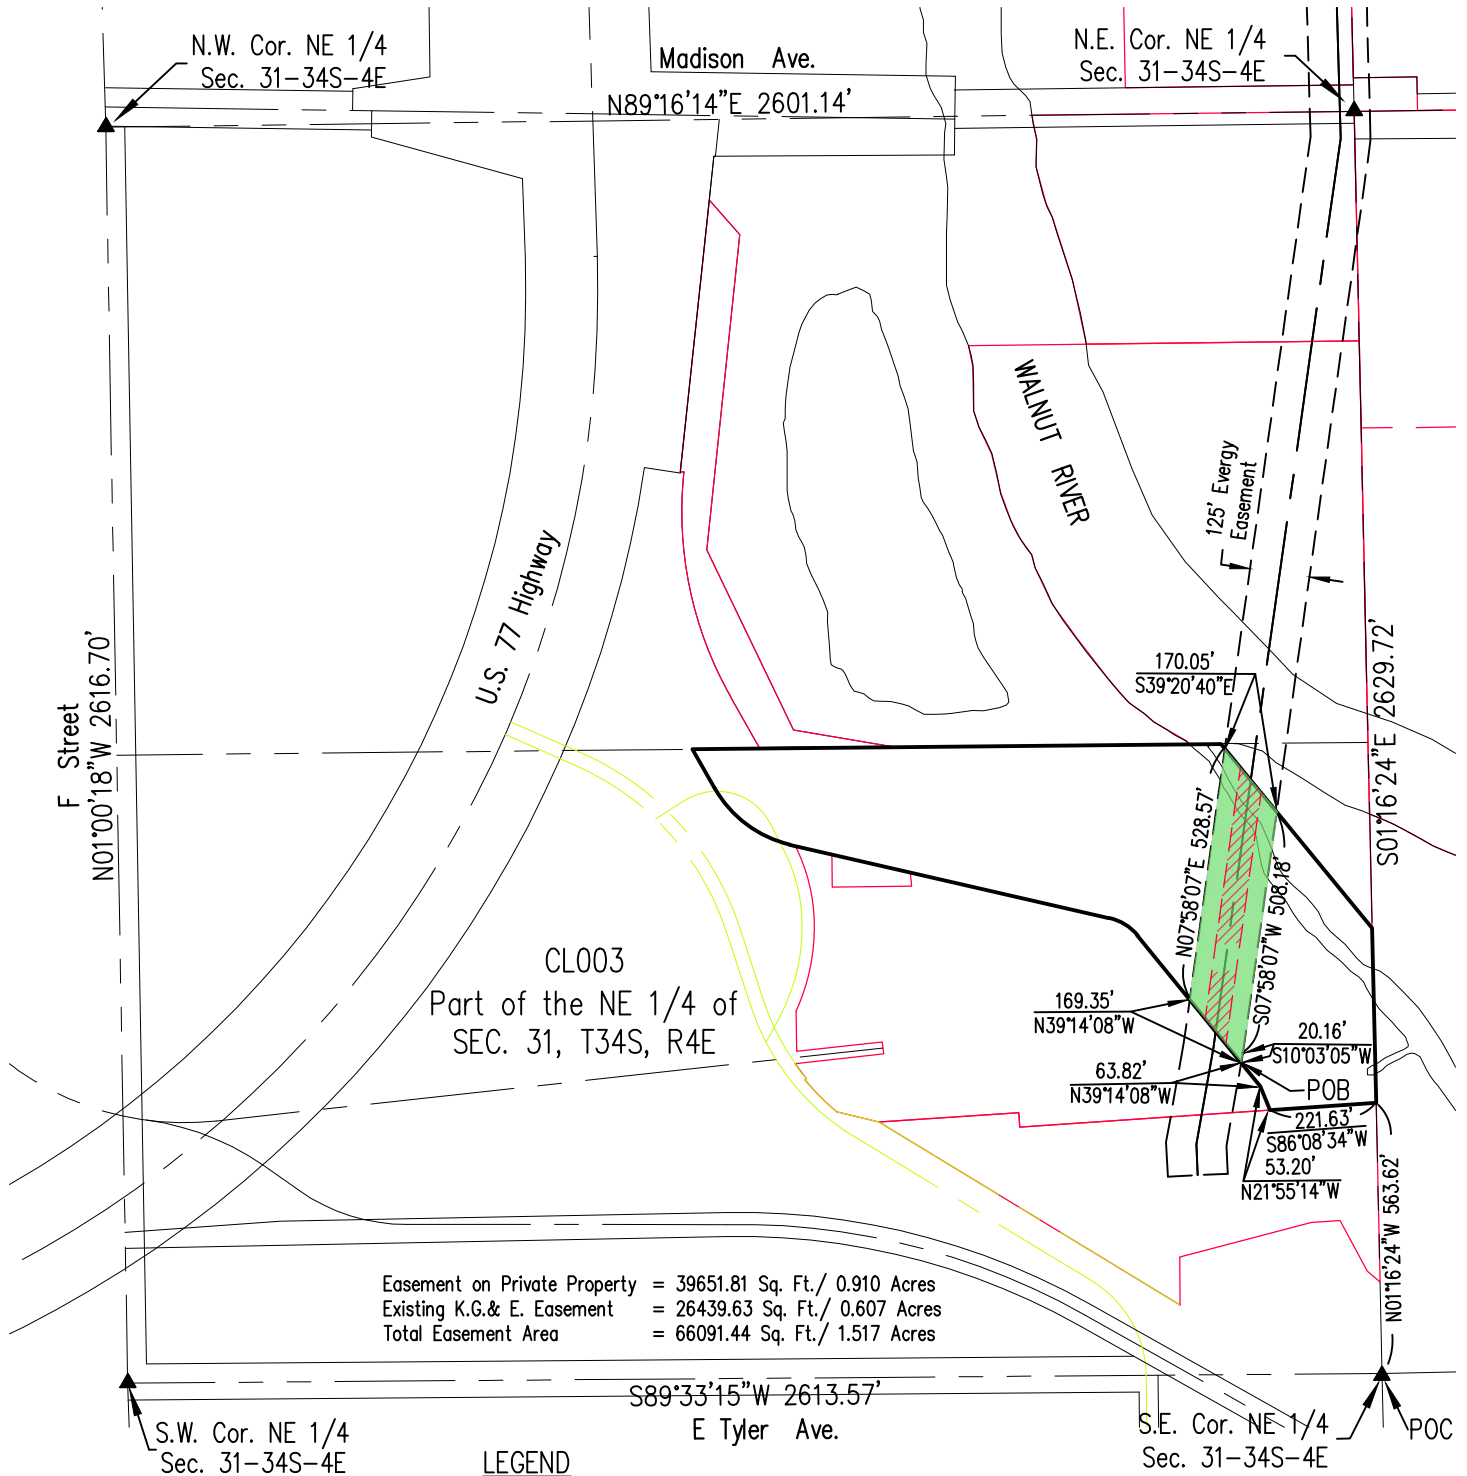 N.W. Cor. NE 1/4
Sec. 31-34S-4E
Madison Ave.
N89°16'14"E 2601.14'
N.E. Cor. NE 1/4
Sec. 31-34S-4E
WALNUT RIVER
125' Evergy
Easement
U.S. 77 Highway
F Street
N01°00'18"W 2616.70'
S01°16'24"E 2629.72'
170.05'
S39°20'40"E
N07°58'07"E 528.57'
S07°58'07"W 508.18'
CL003
Part of the NE 1/4 of
SEC. 31, T34S, R4E
169.35'
N39°14'08"W
20.16'
S10°03'05"W
63.82'
N39°14'08"W
POB
221.63'
S86°08'34"W
53.20'
N21°55'14"W
N01°16'24"W 563.62'
Easement on Private Property = 39651.81 Sq. Ft./ 0.910 Acres
Existing K.G.& E. Easement = 26439.63 Sq. Ft./ 0.607 Acres
Total Easement Area = 66091.44 Sq. Ft./ 1.517 Acres
S89°33'15"W 2613.57'
E Tyler Ave.
S.W. Cor. NE 1/4
Sec. 31-34S-4E
S.E. Cor. NE 1/4
Sec. 31-34S-4E
POC
LEGEND